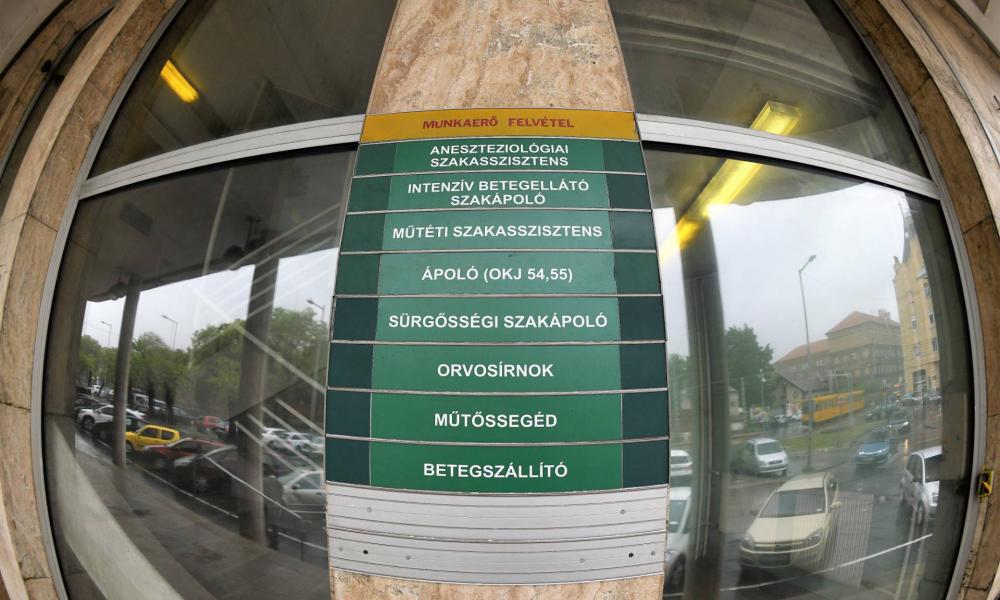 MUNKAERŐ FELVÉTEL
ANESZTEZIOLÓGIAI
SZAKASSZISZTENS
INTENZÍV BETEGELLÁTÓ
SZAKÁPOLÓ
MŰTÉTI SZAKASSZISZTENS
ÁPOLÓ (OKJ 54,55)
SÜRGŐSSÉGI SZAKÁPOLÓ
ORVOSÍRNOK
MŰTŐSSEGÉD
BETEGSZÁLLÍTÓ